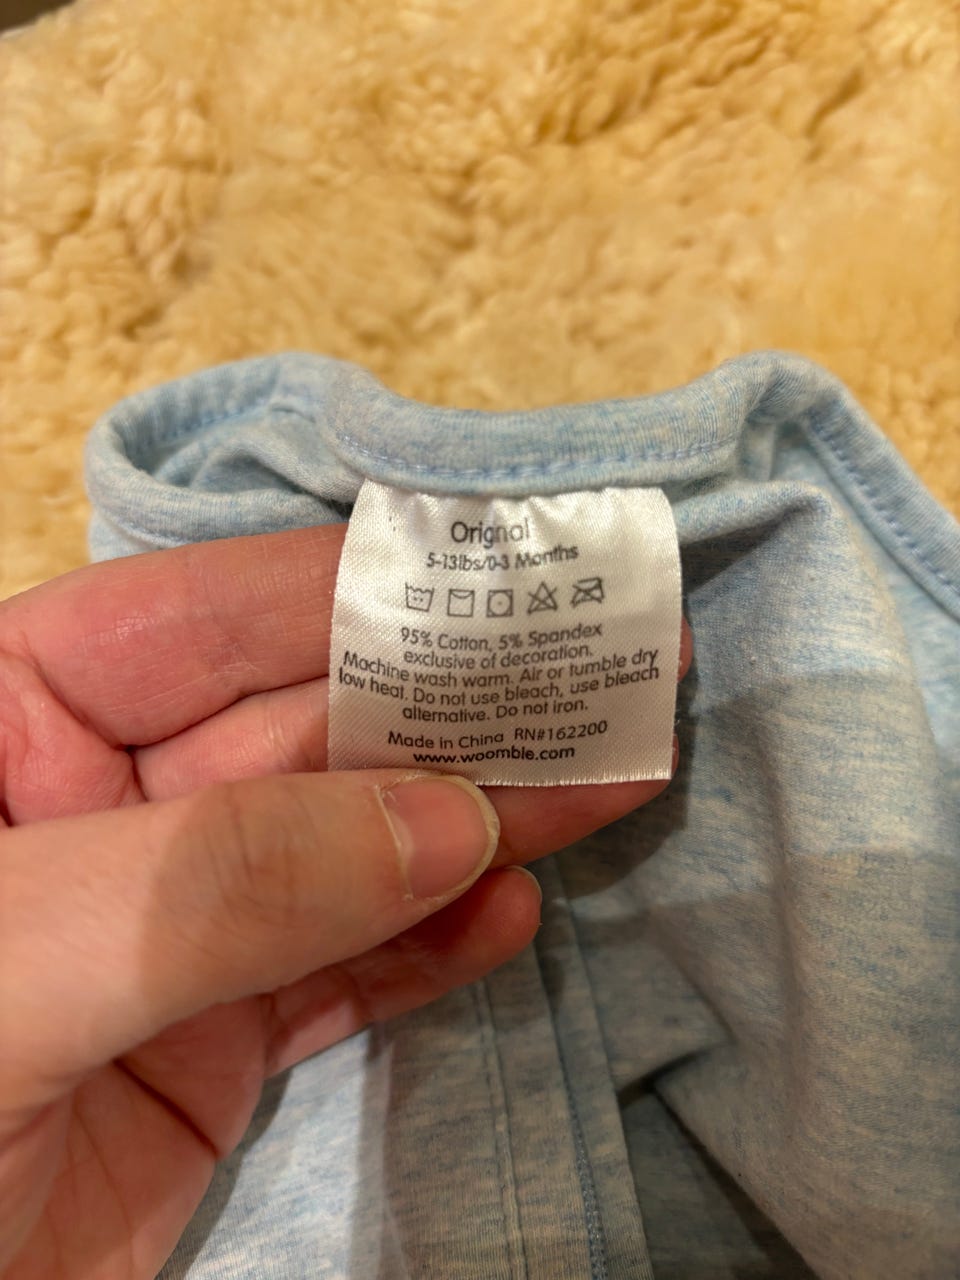 Orignal
5-13lbs/0-3 Months
95% Cotton, 5% Spandex
exclusive of decoration.
Machine wash warm. Air or tumble dry
low heat. Do not use bleach, use bleach
alternative. Do not iron.
Made in China RN#162200
www.woomble.com